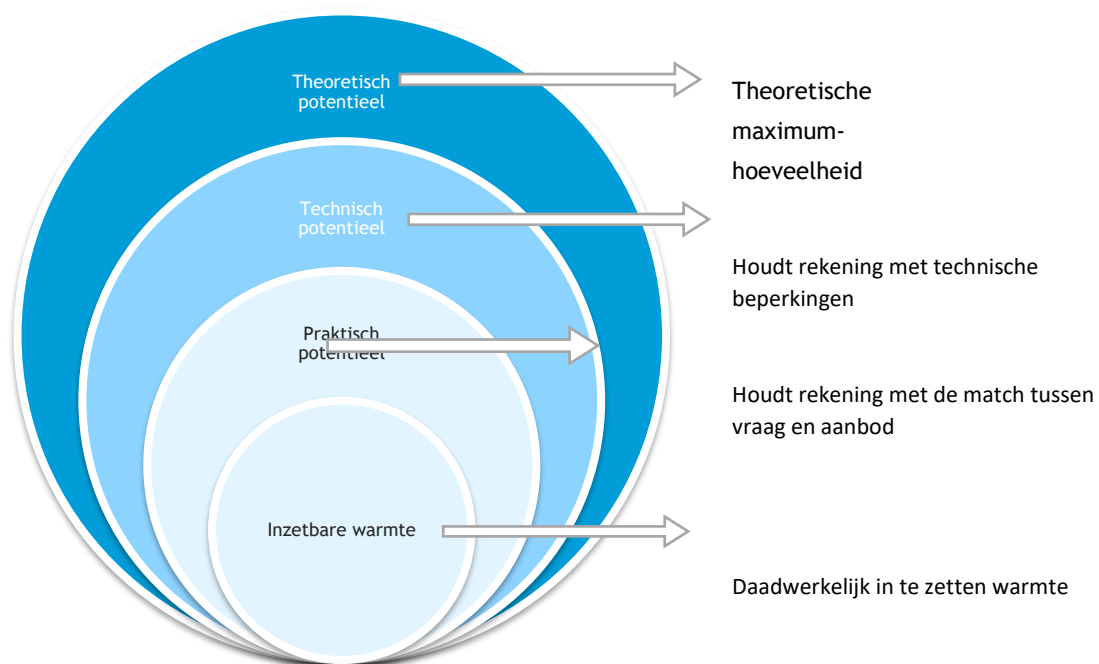 Theoretisch
potentieel
Theoretische
maximum-
hoeveelheid
Technisch
potentieel
Houdt rekening met technische
beperkingen
Praktisch
potentieel
Houdt rekening met de match tussen
vraag en aanbod
Inzetbare warmte
Daadwerkelijk in te zetten warmte